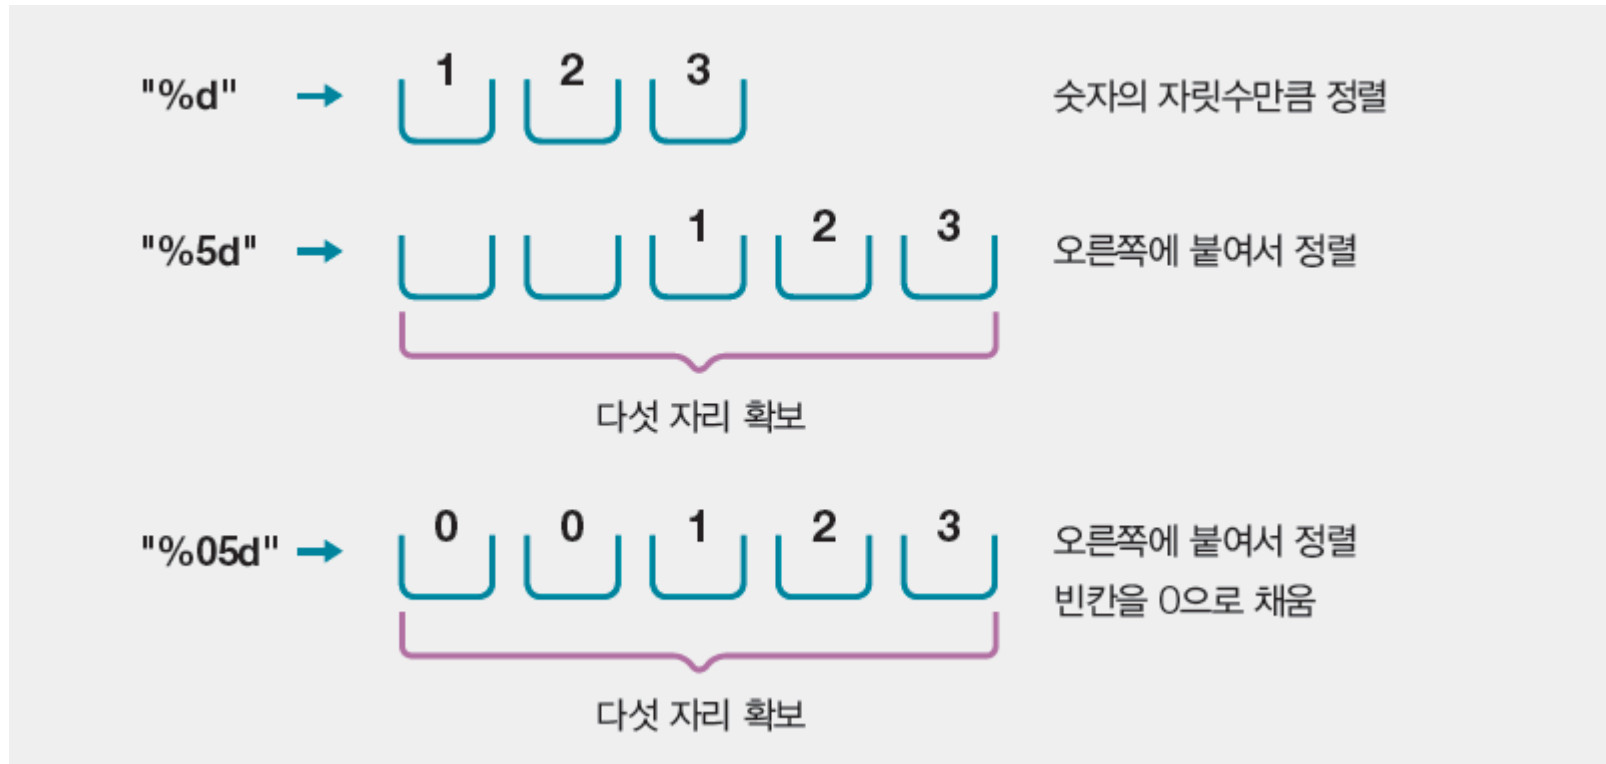 "%d" → 1 2 3 숫자의 자릿수만큼 정렬
"%5d" → 1 2 3 오른쪽에 붙여서 정렬
다섯 자리 확보
"%05d" → 0 0 1 2 3 오른쪽에 붙여서 정렬
빈칸을 0으로 채움
다섯 자리 확보